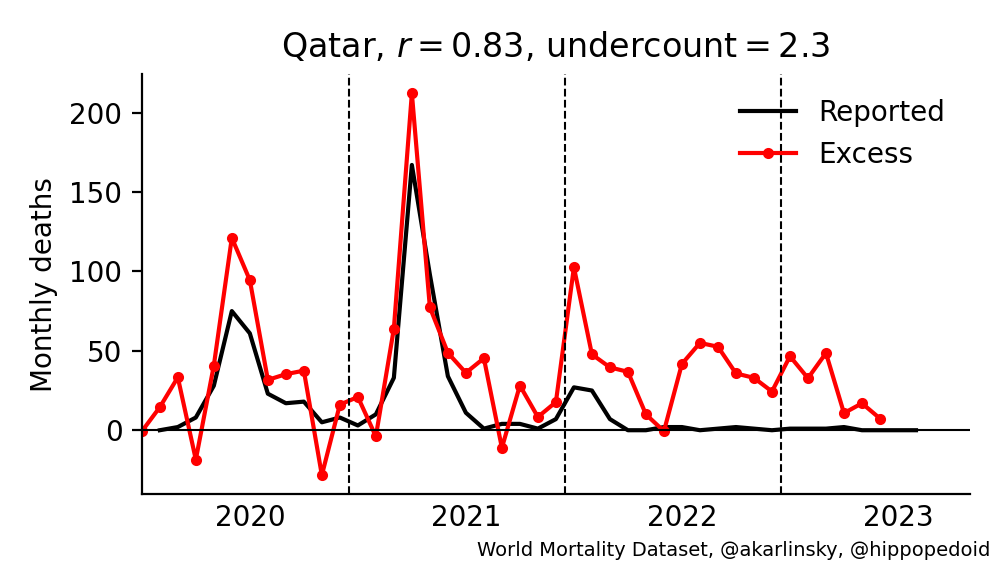 Qatar, r = 0.83, undercount = 2.3
Monthly deaths
200
150
100
50
0
Reported
Excess
2020 2021 2022 2023
World Mortality Dataset, @akarlinsky, @hippopedoid